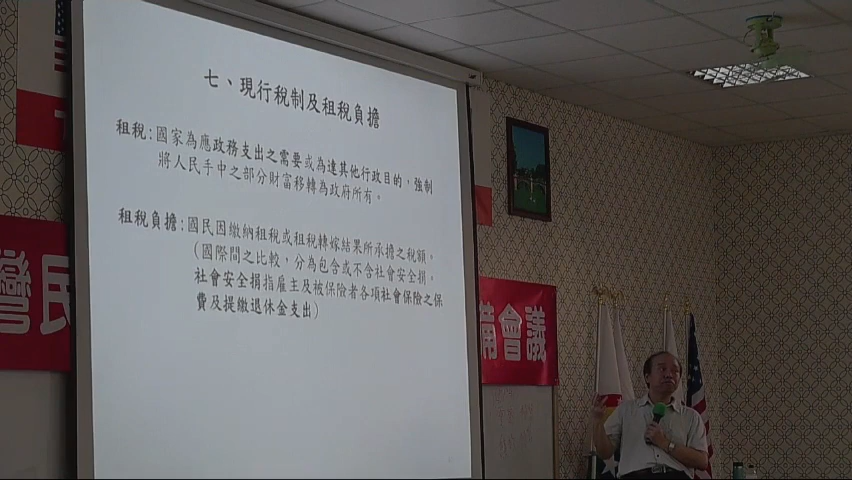 七、現行稅制及租稅負擔
租稅:國家為應政務支出之需要或為達其他行政目的，強制
將人民手中之部分財富移轉為政府所有。
租稅負擔:國民因繳納租稅或租稅轉嫁結果所承擔之稅額。
(國際間之比較，分為包含或不含社會安全捐。
社會安全捐指雇主及被保險者各項社會保險之保
費及提繳退休金支出)
灣民
備會議